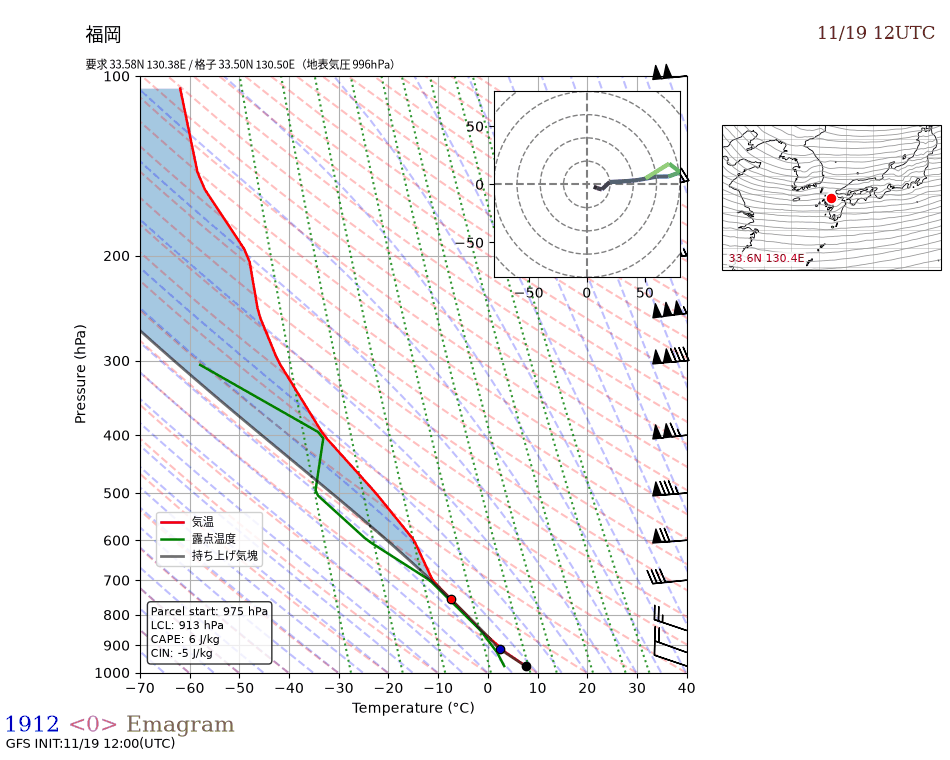 福岡
11/19 12UTC
要求 33.58N 130.38E / 格子 33.50N 130.50E（地表気圧 996hPa）
100
200
300
400
500
600
700
800
900
1000
Pressure (hPa)
−70 −60 −50 −40 −30 −20 −10 0 10 20 30 40
Temperature (°C)
50
0
−50
−50 0 50
33.6N 130.4E
気温
露点温度
持ち上げ気塊
Parcel start: 975 hPa
LCL: 913 hPa
CAPE: 6 J/kg
CIN: -5 J/kg
1912 <0> Emagram
GFS INIT:11/19 12:00(UTC)